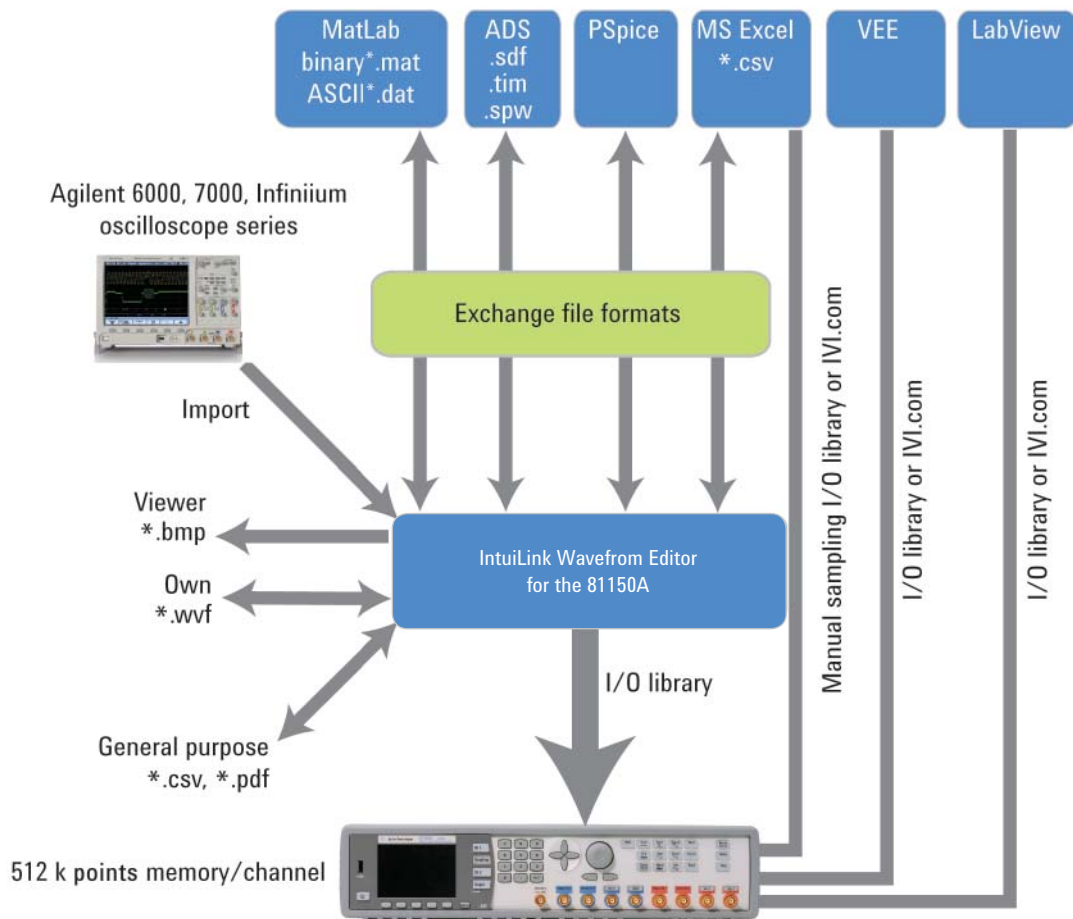 MatLab
binary*.mat
ASCII*.dat
ADS
.sdf
.tim
.spw
PSpice
MS Excel
*.csv
VEE
LabView
Agilent 6000, 7000, Infiniium
oscilloscope series
Exchange file formats
Import
Viewer
*.bmp
Own
*.wvf
General purpose
*.csv, *.pdf
IntuiLink Wavefrom Editor
for the 81150A
I/O library
Manual sampling I/O library or IVI.com
I/O library or IVI.com
I/O library or IVI.com
512 k points memory/channel